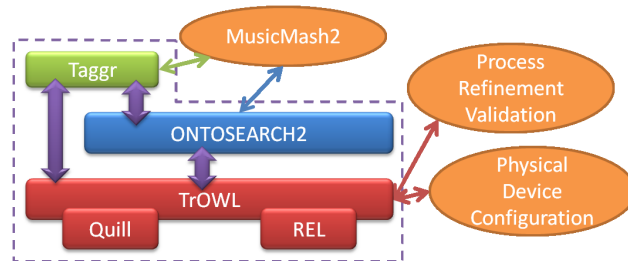 MusicMash2
Taggr
Process
Refinement
Validation
ONTOSEARCH2
Physical
Device
Configuration
TrOWL
Quill
REL